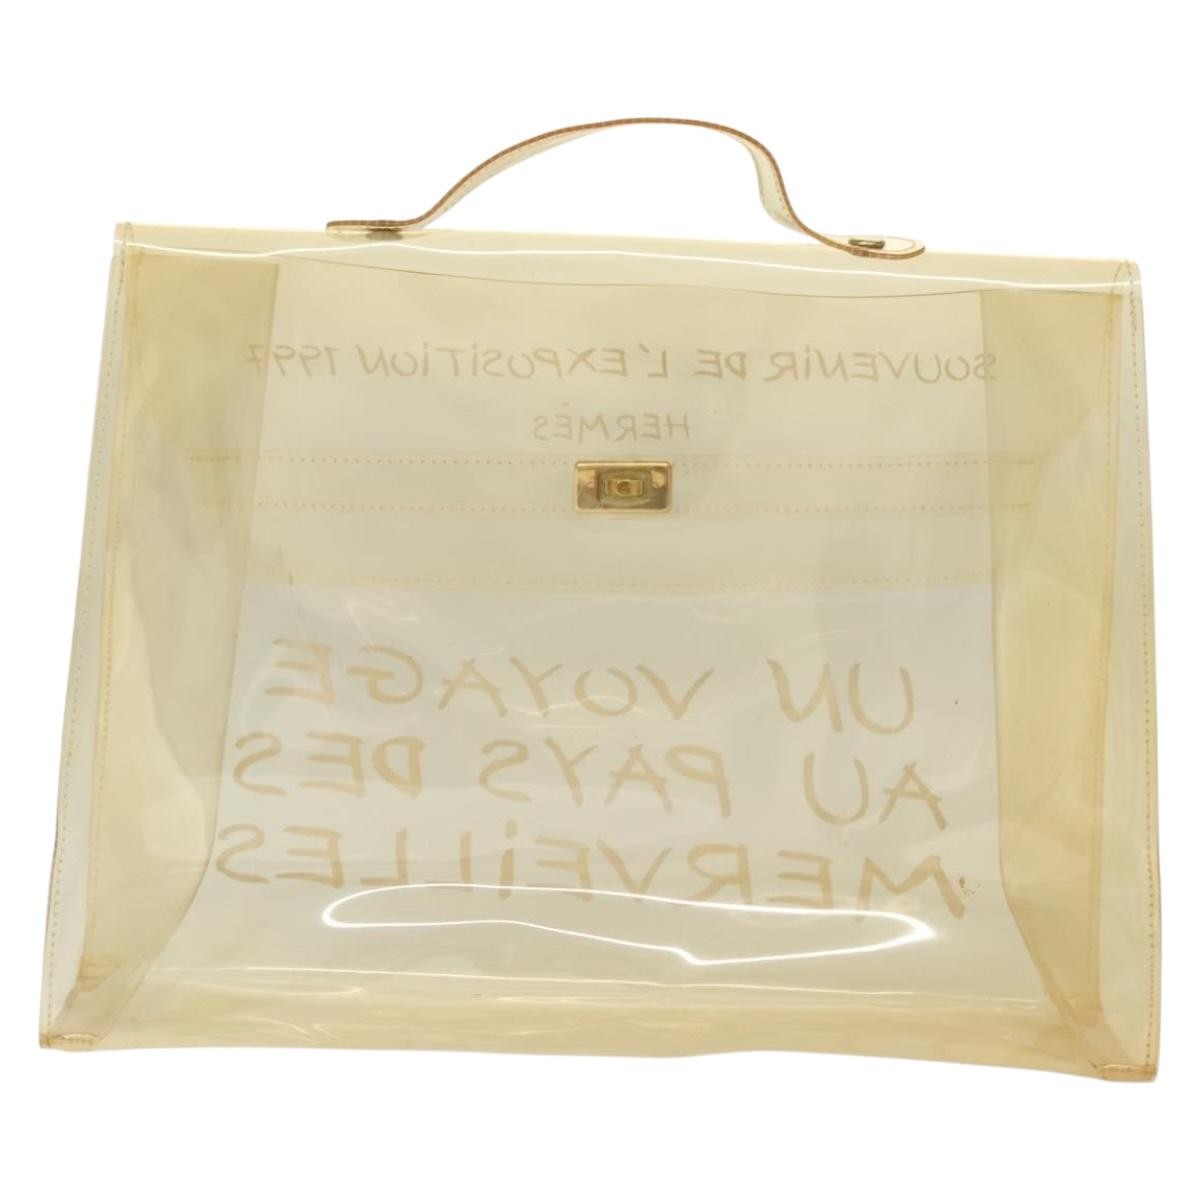 SOUVENIR DE L'EXPOSITION 1997
HERMÈS
UN VOYAGE
AU PAYS DES
MERVEILLES